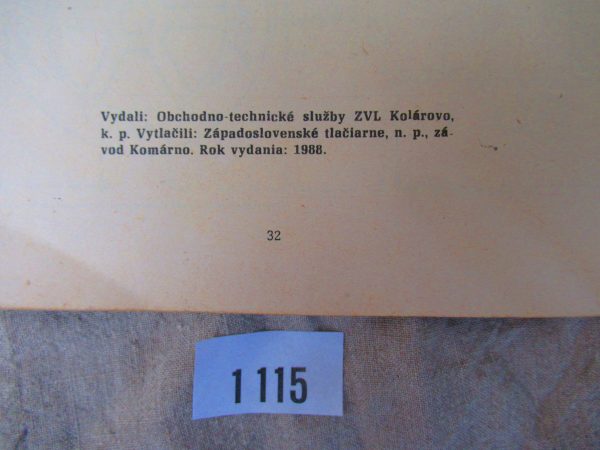 Vydali: Obchodno-technické služby ZVL Kolárovo,
k. p. Vytlačili: Západoslovenské tlačiarne, n. p., zá-
vod Komárno. Rok vydania: 1988.
32
1 115